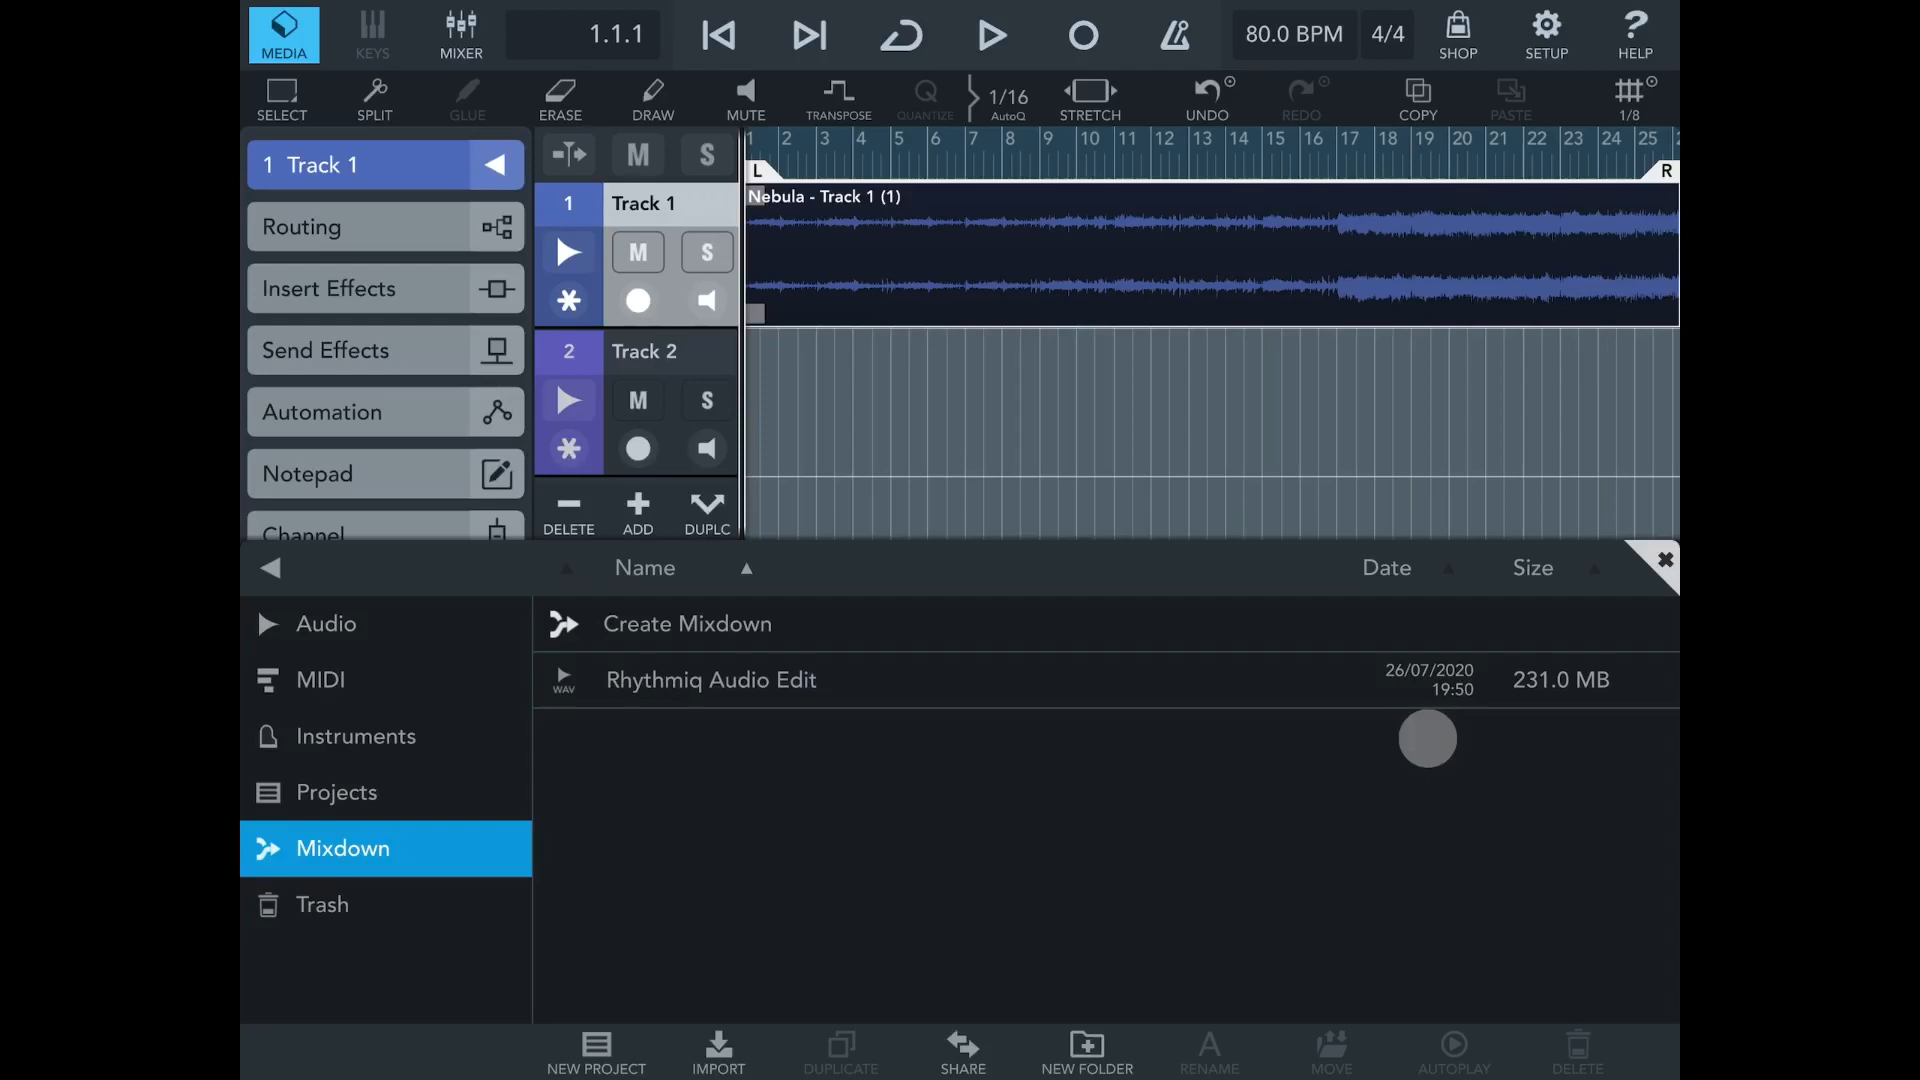 MEDIA KEYS MIXER 1.1.1 80.0 BPM 4/4 SHOP SETUP HELP
SELECT SPLIT GLUE ERASE DRAW MUTE TRANSPOSE Q QUANTIZE 1/16 AutoQ STRETCH UNDO REDO COPY PASTE 1/8
1 2 3 4 5 6 7 8 9 10 11 12 13 14 15 16 17 18 19 20 21 22 23 24 25
1 Track 1
M S
L R
Routing
1 Track 1
Nebula - Track 1 (1)
M S
Insert Effects
Send Effects
2 Track 2
Automation
M S
Notepad
Channel
DELETE ADD DUPLC
Name Date Size
Audio
Create Mixdown
MIDI
WAV Rhythmiq Audio Edit 26/07/2020 19:50 231.0 MB
Instruments
Projects
Mixdown
Trash
NEW PROJECT IMPORT DUPLICATE SHARE NEW FOLDER A RENAME MOVE AUTOPLAY DELETE